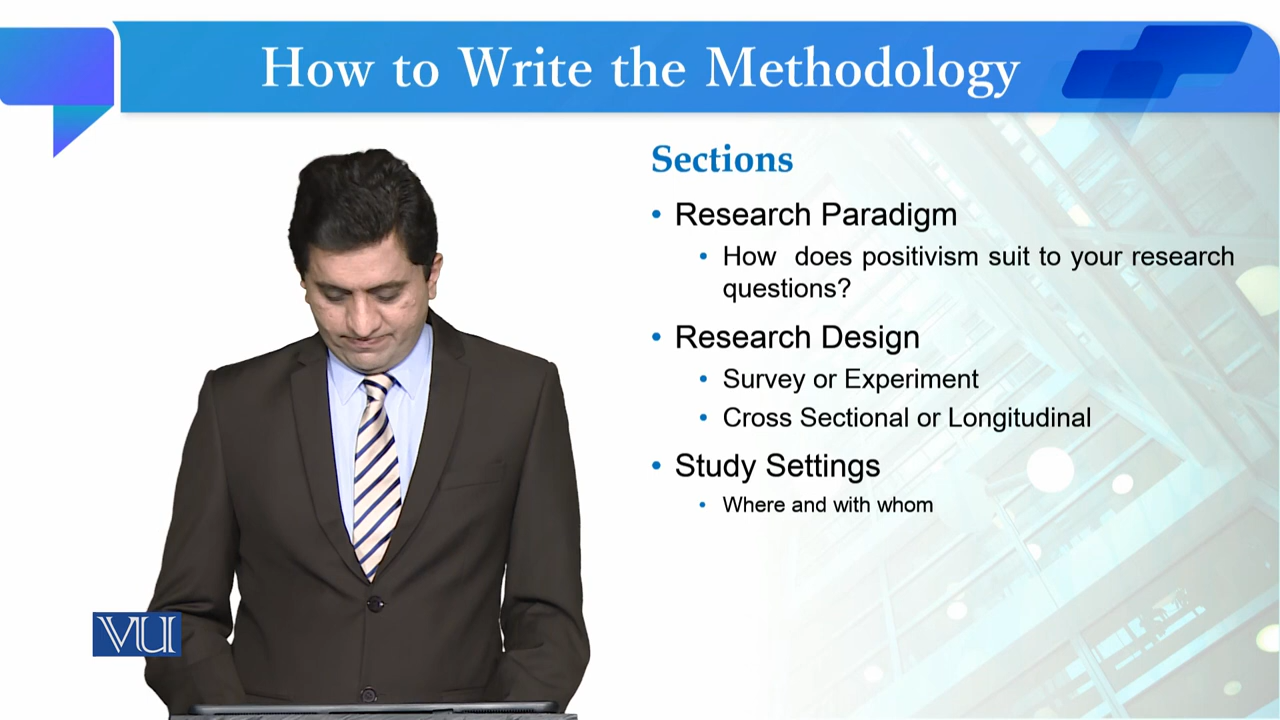 How to Write the Methodology
Sections
• Research Paradigm
• How does positivism suit to your research
questions?
• Research Design
• Survey or Experiment
• Cross Sectional or Longitudinal
• Study Settings
• Where and with whom
VU